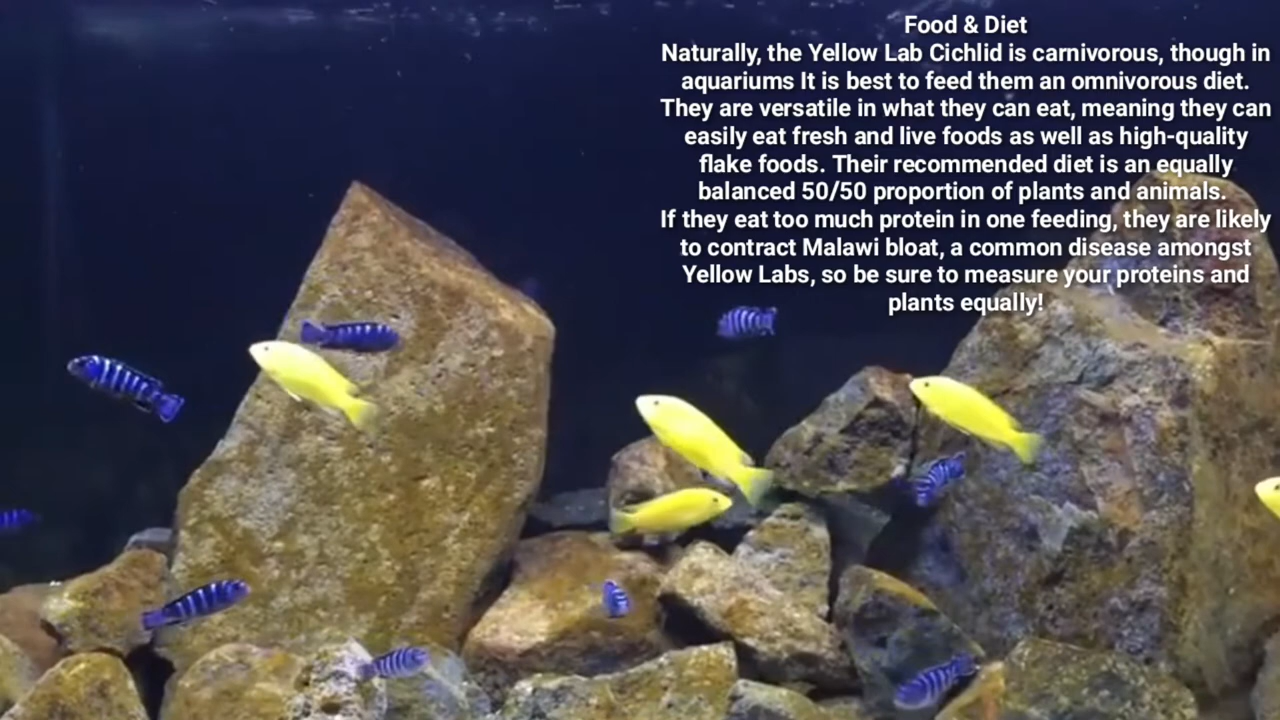 Food & Diet
Naturally, the Yellow Lab Cichlid is carnivorous, though in
aquariums It is best to feed them an omnivorous diet.
They are versatile in what they can eat, meaning they can
easily eat fresh and live foods as well as high-quality
flake foods. Their recommended diet is an equally
balanced 50/50 proportion of plants and animals.
If they eat too much protein in one feeding, they are likely
to contract Malawi bloat, a common disease amongst
Yellow Labs, so be sure to measure your proteins and
plants equally!